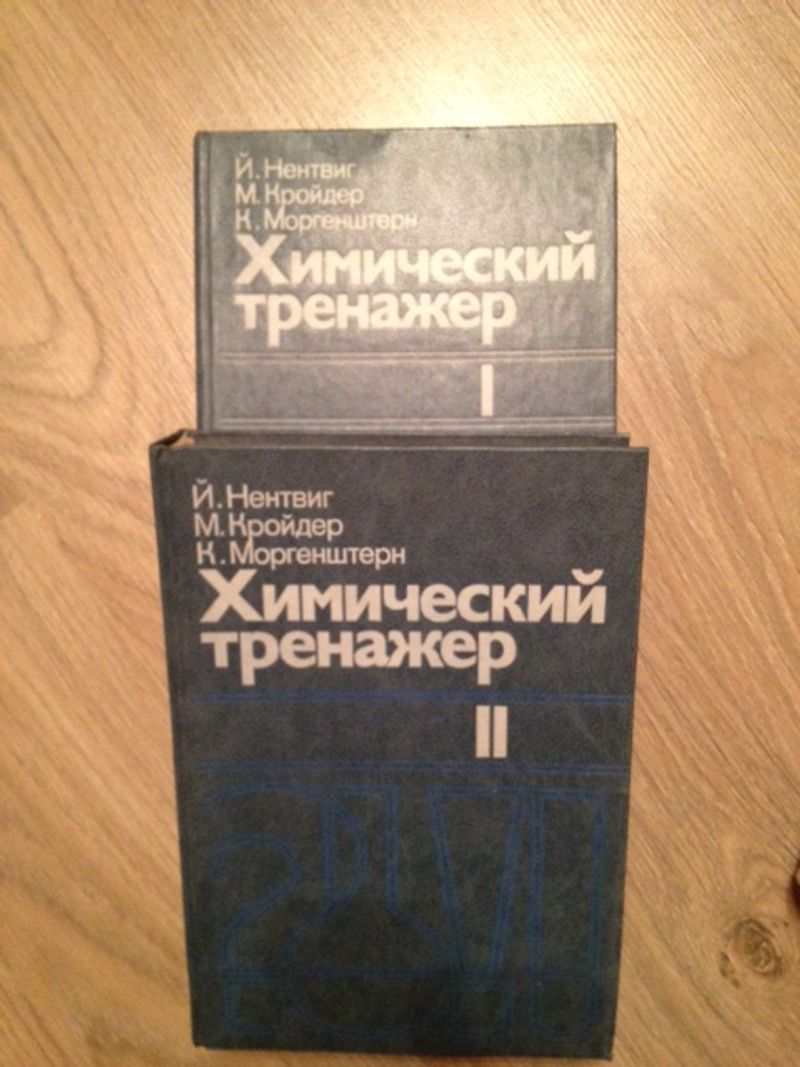 Й. Нентвиг
М. Кройдер
К. Моргенштерн
Химический
тренажер
I
Й. Нентвиг
М. Кройдер
К. Моргенштерн
Химический
тренажер
II